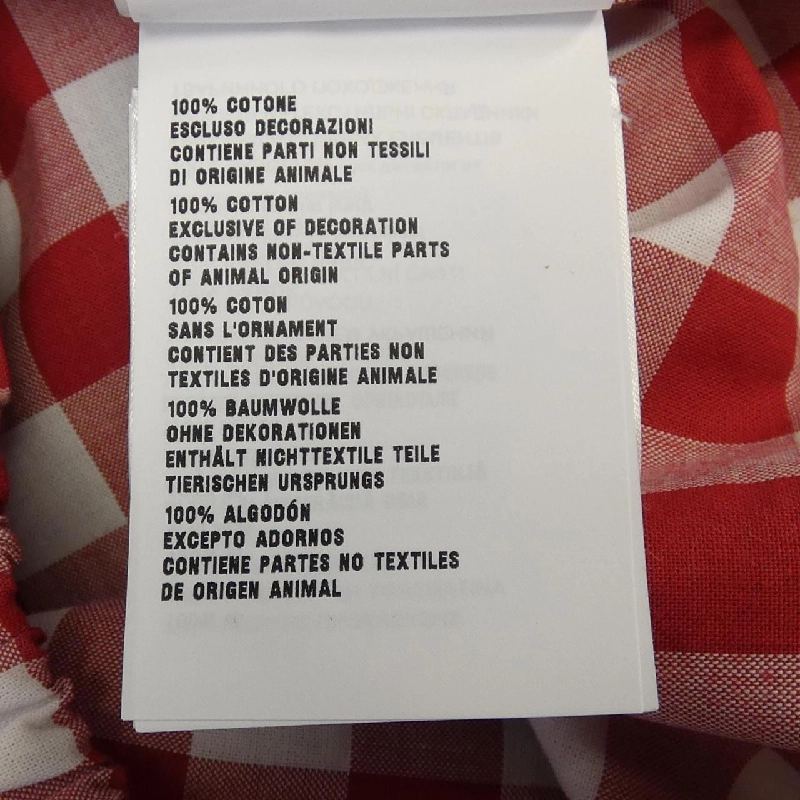 100% COTONE
ESCLUSO DECORAZIONI
CONTIENE PARTI NON TESSILI
DI ORIGINE ANIMALE
100% COTTON
EXCLUSIVE OF DECORATION
CONTAINS NON-TEXTILE PARTS
OF ANIMAL ORIGIN
100% COTON
SANS L'ORNAMENT
CONTIENT DES PARTIES NON
TEXTILES D'ORIGINE ANIMALE
100% BAUMWOLLE
OHNE DEKORATIONEN
ENTHÄLT NICHTTEXTILE TEILE
TIERISCHEN URSPRUNGS
100% ALGODÓN
EXCEPTO ADORNOS
CONTIENE PARTES NO TEXTILES
DE ORIGEN ANIMAL